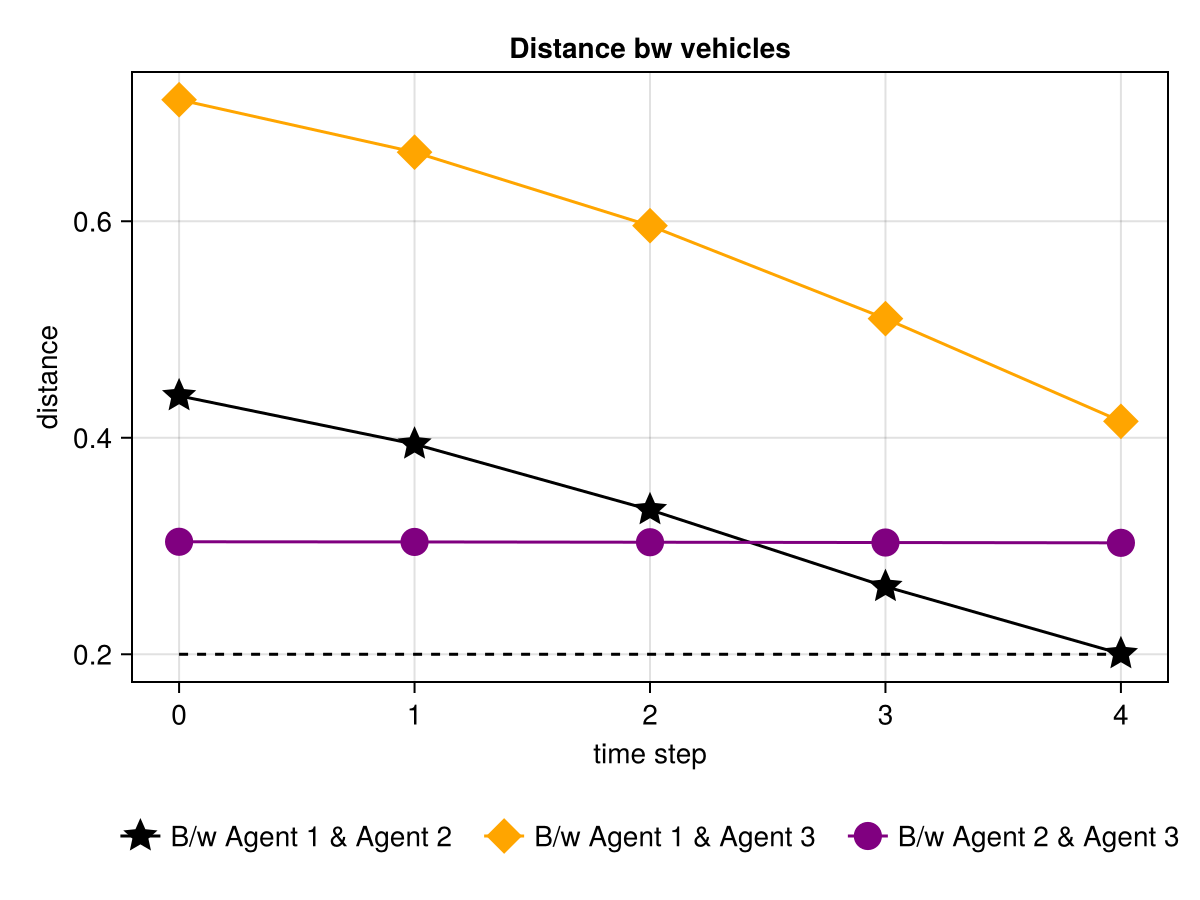 Distance bw vehicles
distance
0.6
0.4
0.2
0 1 2 3 4
time step
B/w Agent 1 & Agent 2 B/w Agent 1 & Agent 3 B/w Agent 2 & Agent 3